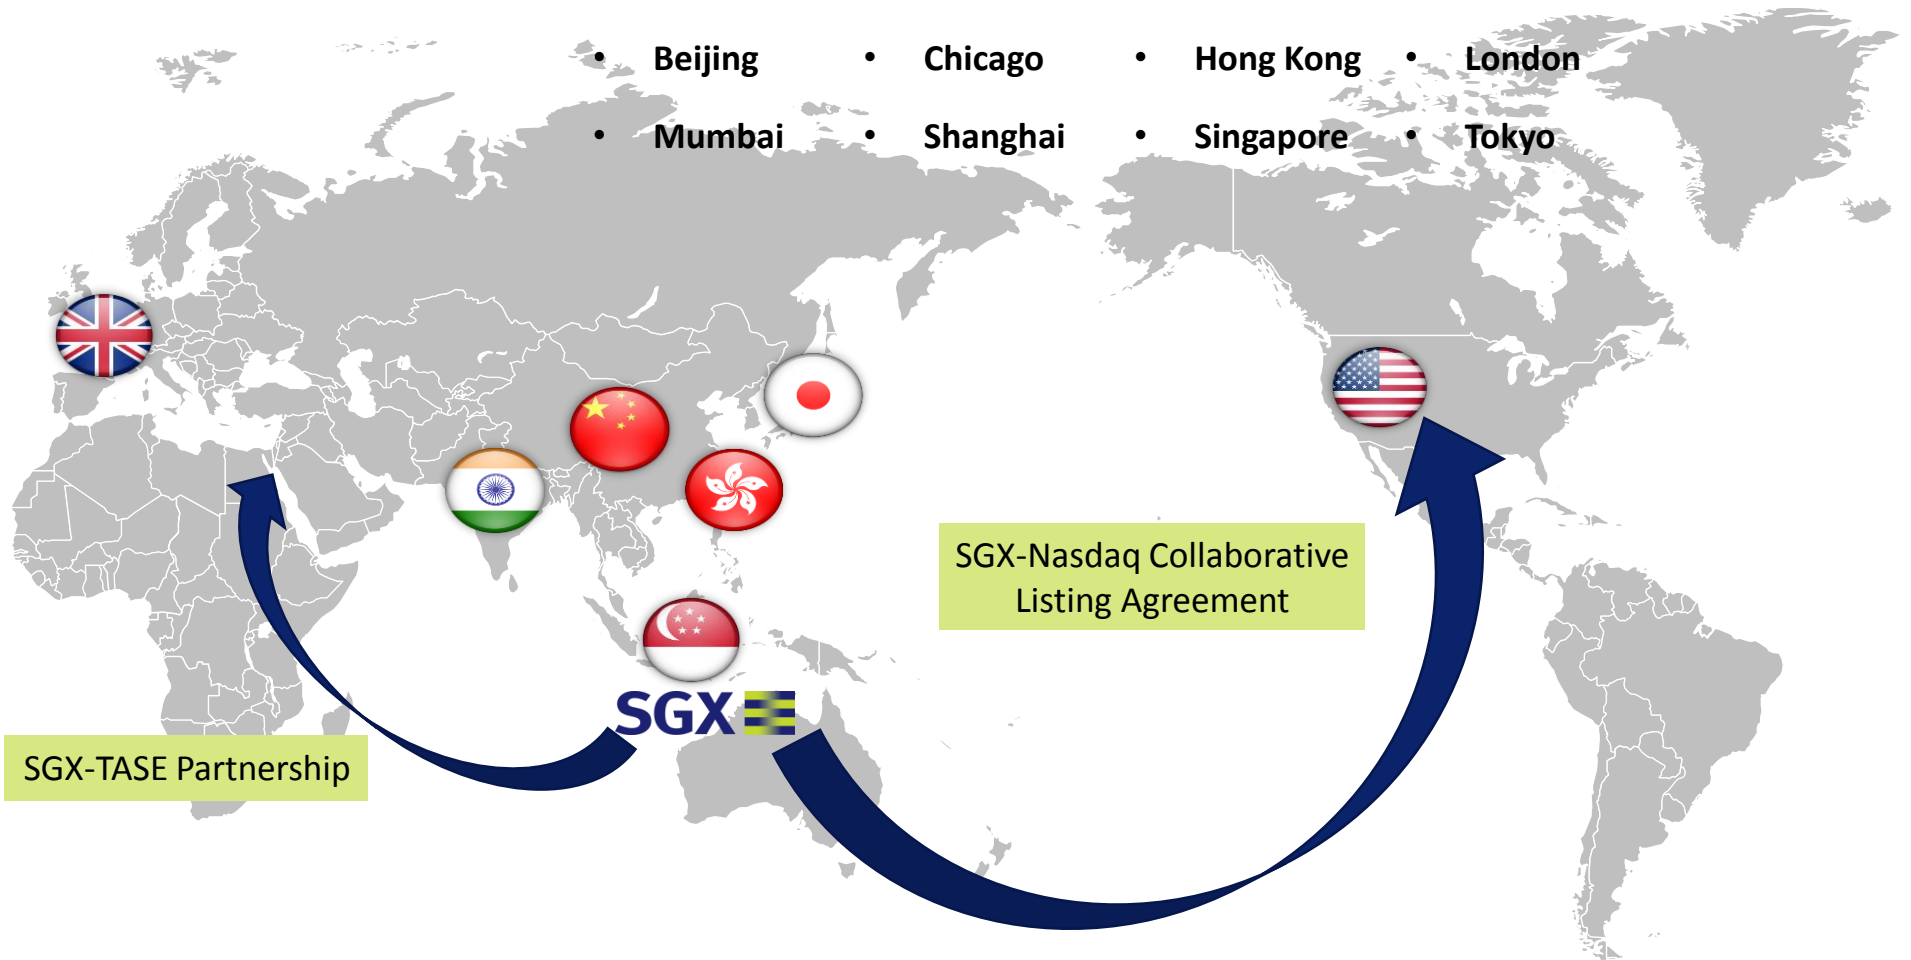 • Beijing • Chicago • Hong Kong • London
• Mumbai • Shanghai • Singapore • Tokyo
SGX-Nasdaq Collaborative
Listing Agreement
SGX
SGX-TASE Partnership